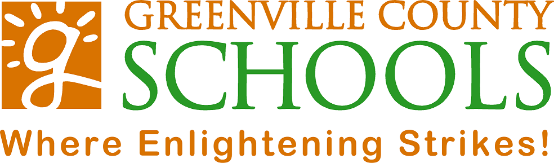 g
GREENVILLE COUNTY
SCHOOLS
Where Enlightening Strikes!